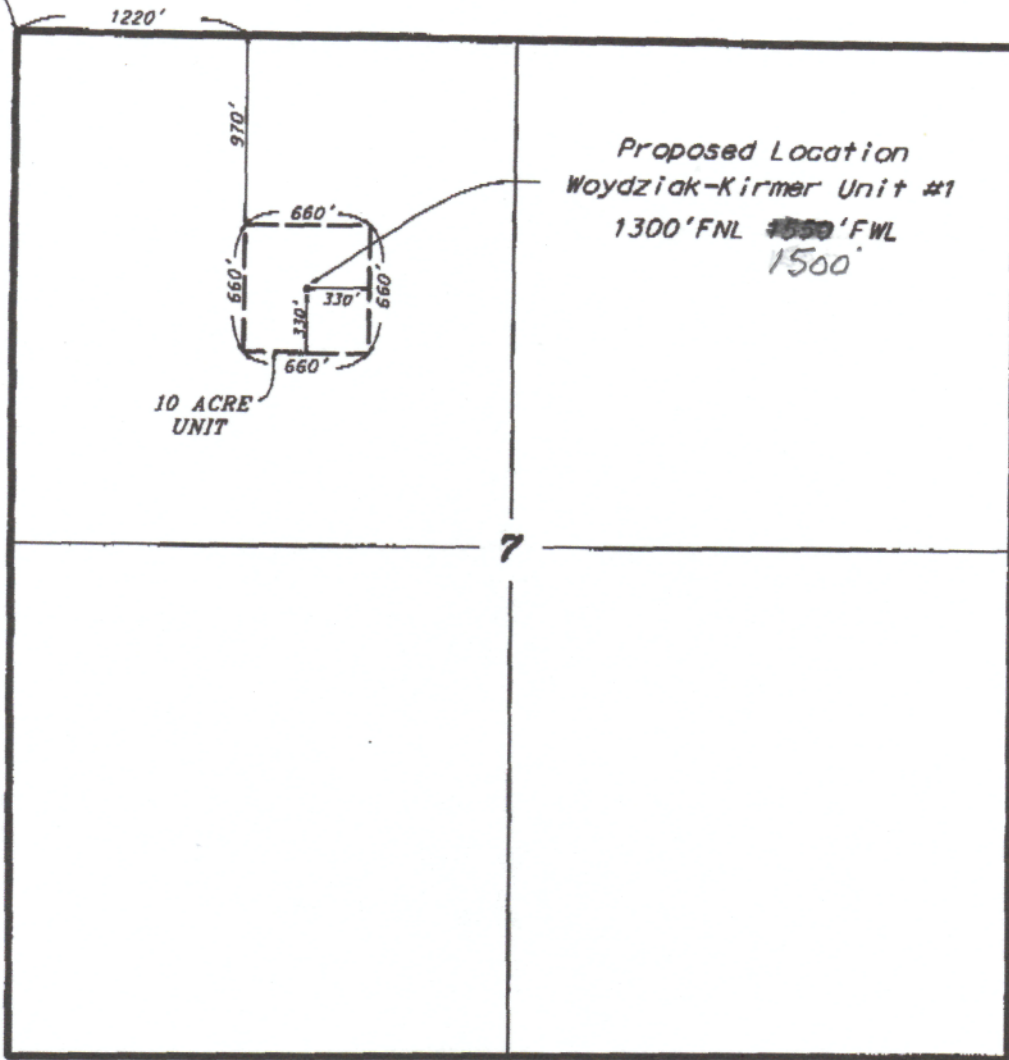 1220'
970'
Proposed Location
Woydziak-Kirmer Unit #1
1300'FNL 1550'FWL
1500'
660'
660'
330'
660'
330'
660'
10 ACRE
UNIT
7